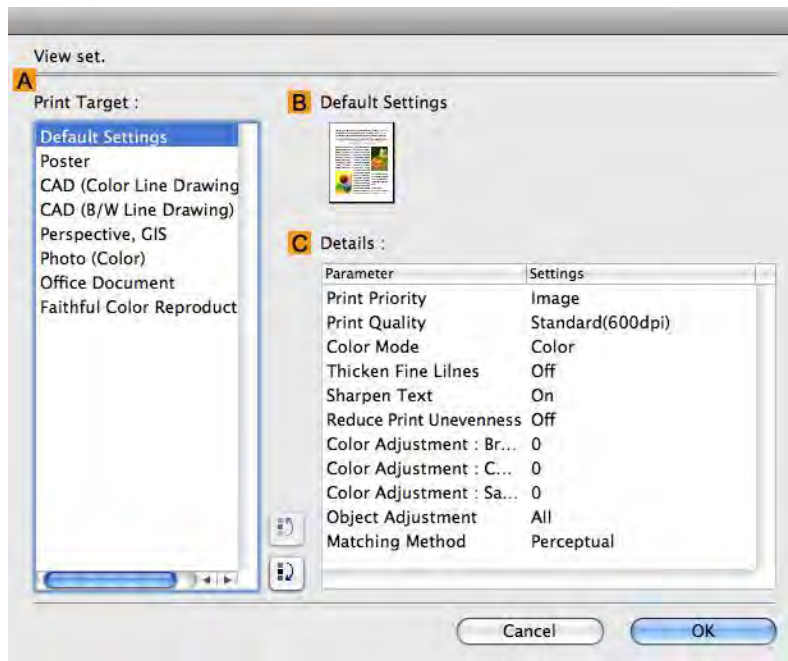 View set.
A
Print Target :
Default Settings
Poster
CAD (Color Line Drawing
CAD (B/W Line Drawing)
Perspective, GIS
Photo (Color)
Office Document
Faithful Color Reproduct
B Default Settings
C Details :
Parameter Settings
Print Priority Image
Print Quality Standard(600dpi)
Color Mode Color
Thicken Fine Lilnes Off
Sharpen Text On
Reduce Print Unevenness Off
Color Adjustment : Br... 0
Color Adjustment : C... 0
Color Adjustment : Sa... 0
Object Adjustment All
Matching Method Perceptual
Cancel OK